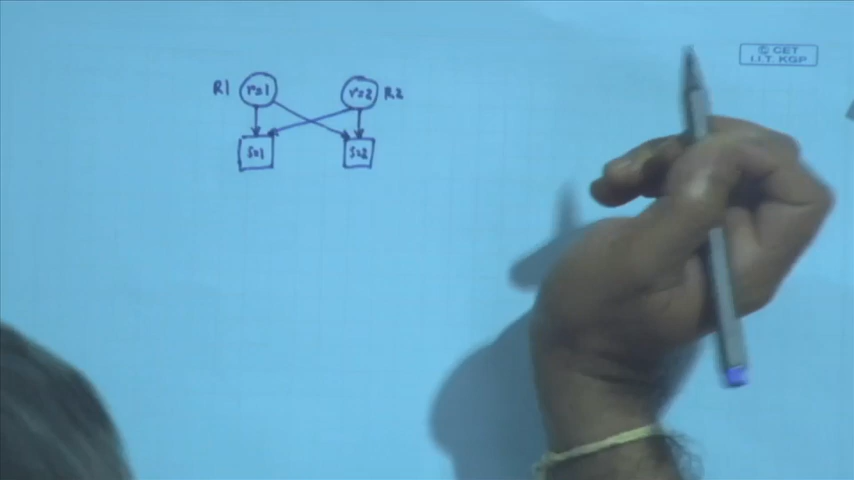 © CET
I.I.T. KGP
R1 r=1 r=2 R2
S=1 S=2